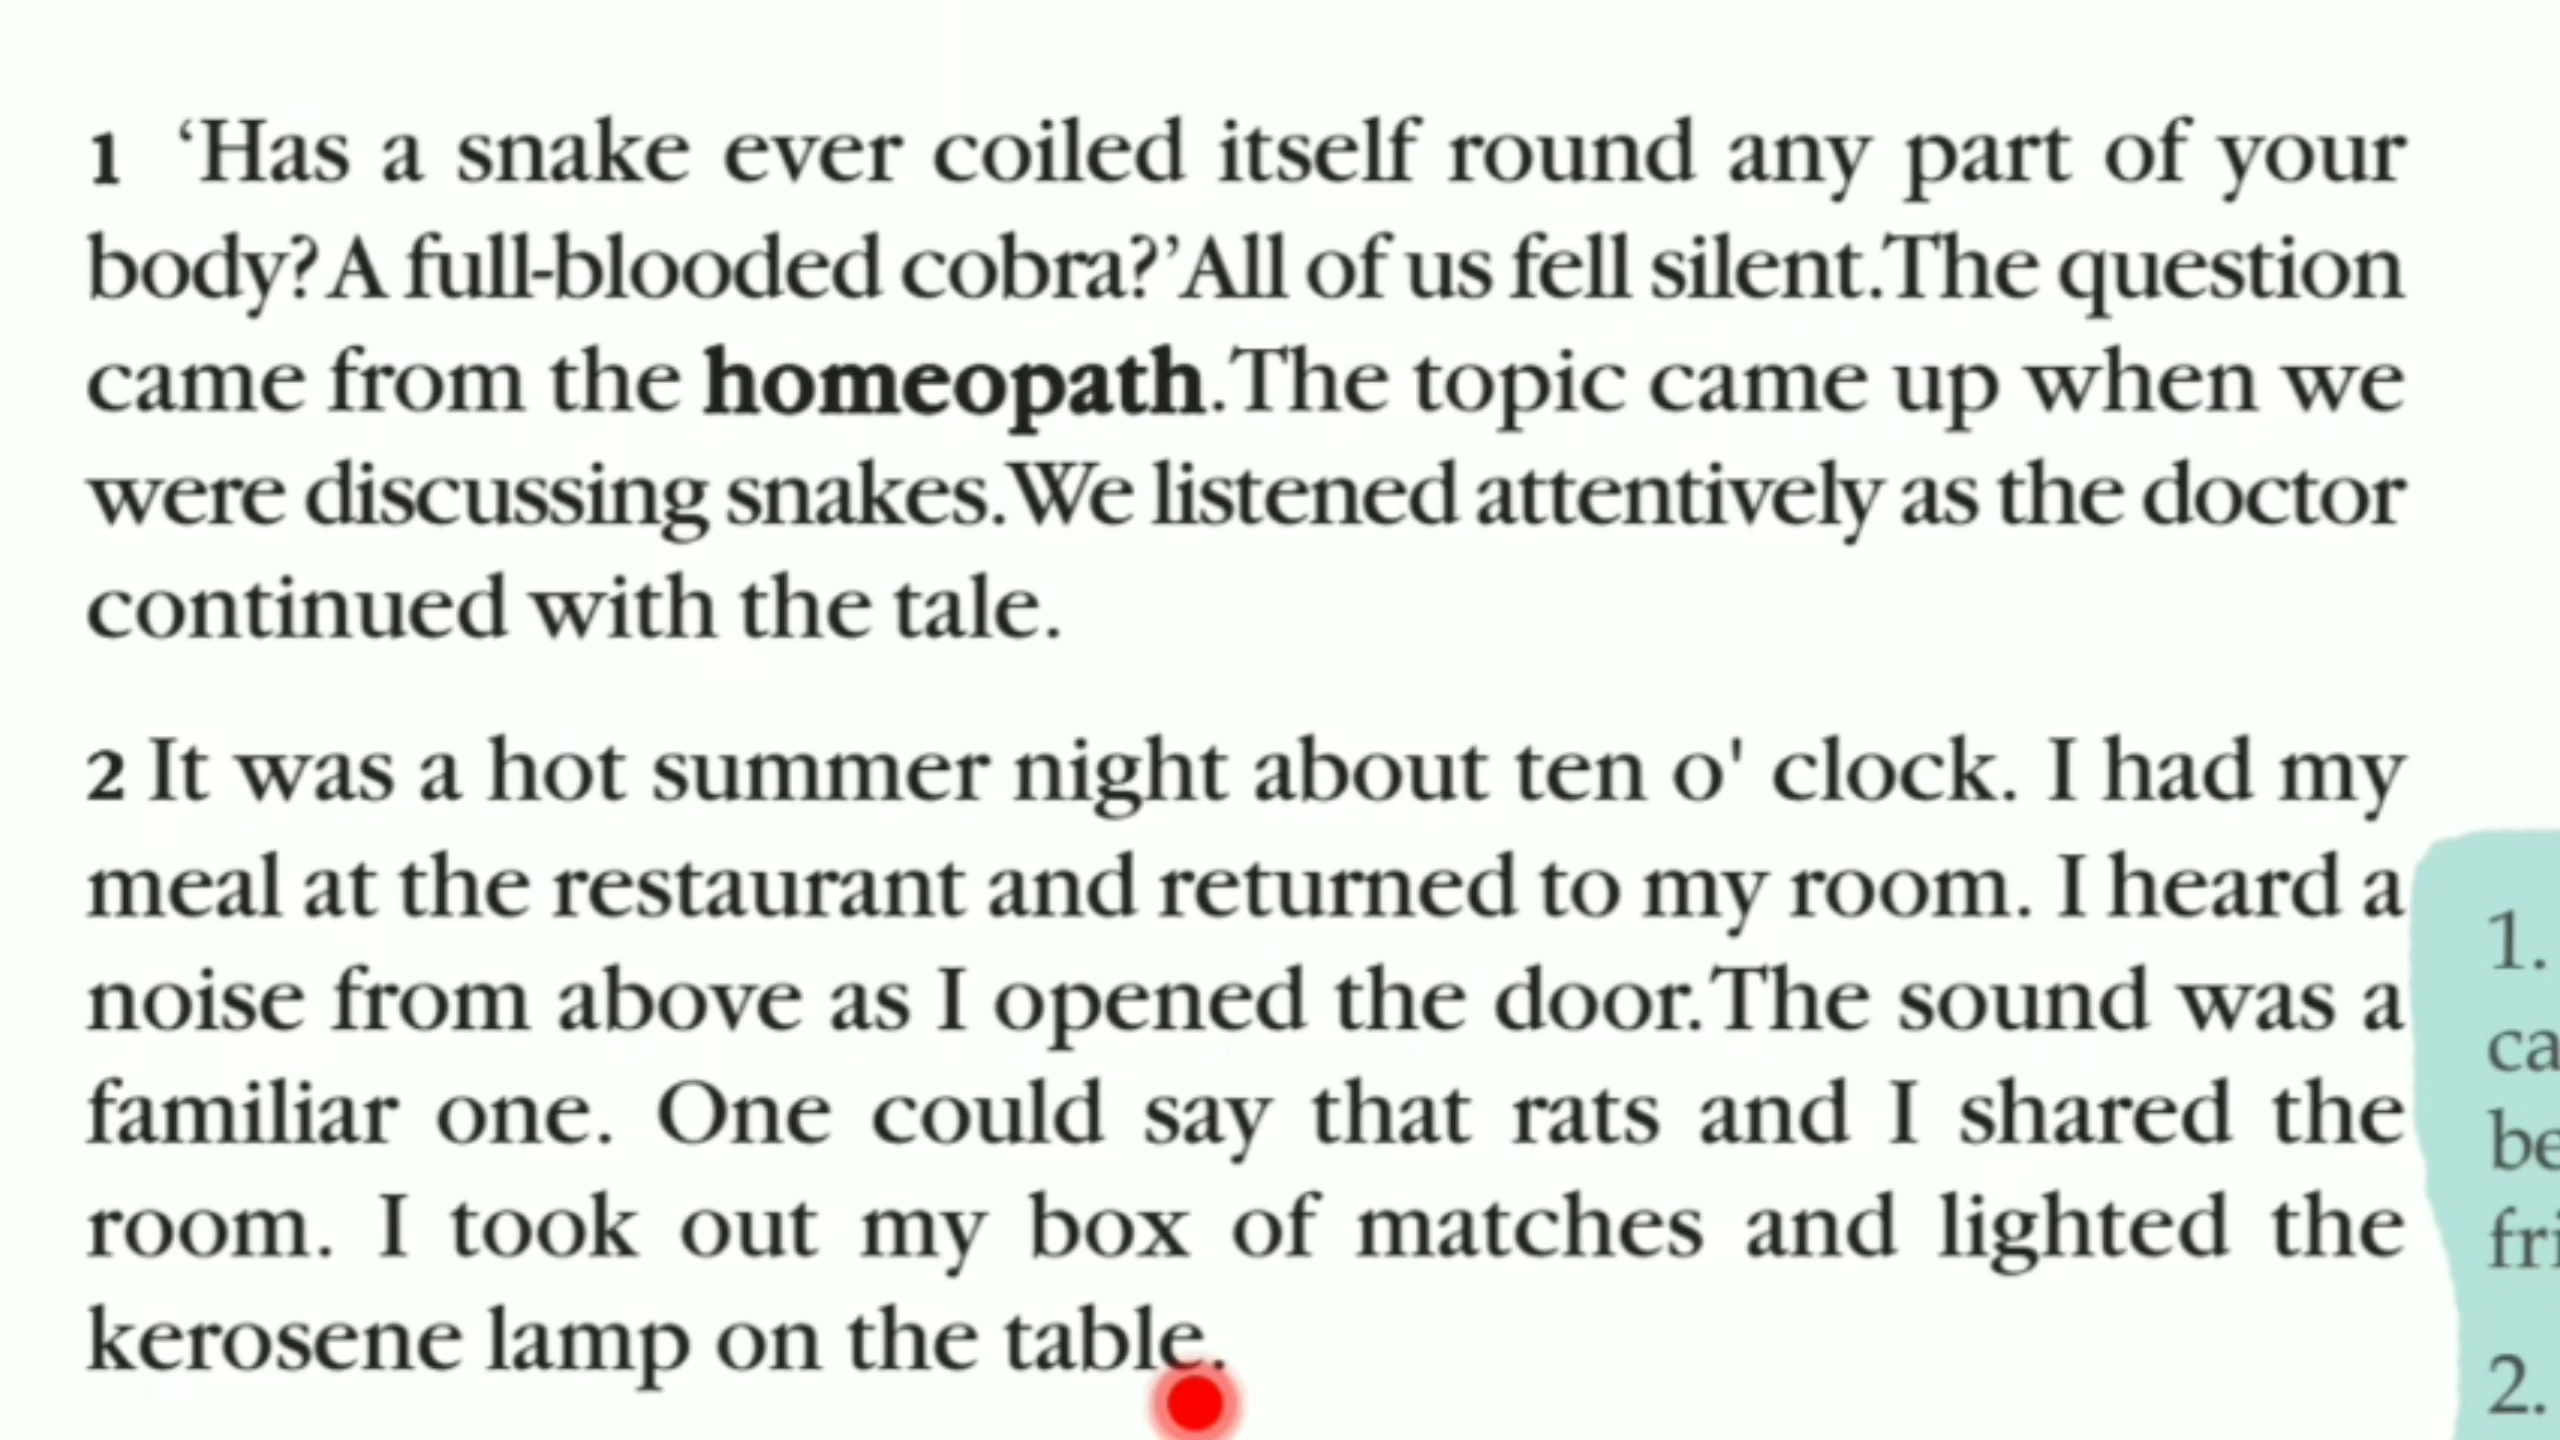 1 ‘Has a snake ever coiled itself round any part of your
body? A full-blooded cobra?’ All of us fell silent. The question
came from the homeopath. The topic came up when we
were discussing snakes. We listened attentively as the doctor
continued with the tale.
2 It was a hot summer night about ten o' clock. I had my
meal at the restaurant and returned to my room. I heard a
noise from above as I opened the door. The sound was a
familiar one. One could say that rats and I shared the
room. I took out my box of matches and lighted the
kerosene lamp on the table.
1.
ca
be
fri
2.